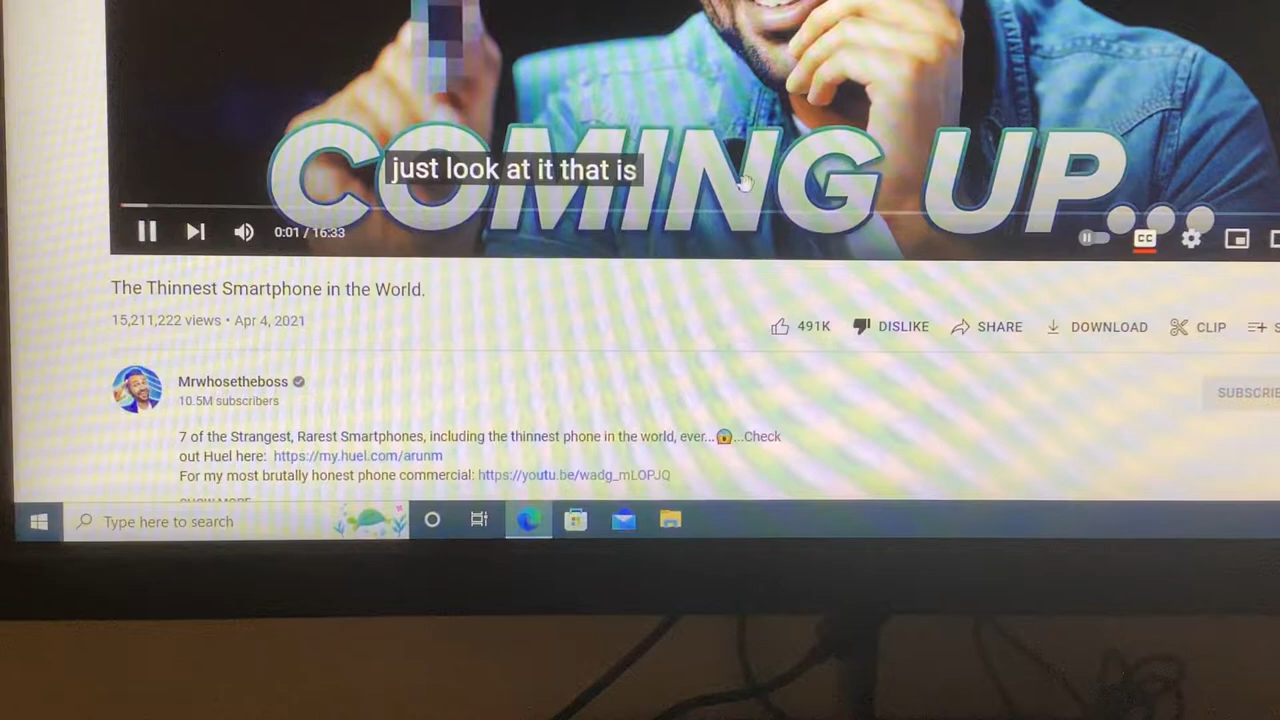 COMING UP...
just look at it that is
0:01 / 16:33
CC
The Thinnest Smartphone in the World.
15,211,222 views • Apr 4, 2021
491K DISLIKE SHARE DOWNLOAD CLIP
Mrwhosetheboss
10.5M subscribers
7 of the Strangest, Rarest Smartphones, including the thinnest phone in the world, ever...😱...Check
out Huel here: https://my.huel.com/arunm
For my most brutally honest phone commercial: https://youtu.be/wadg_mLOPJQ
Type here to search